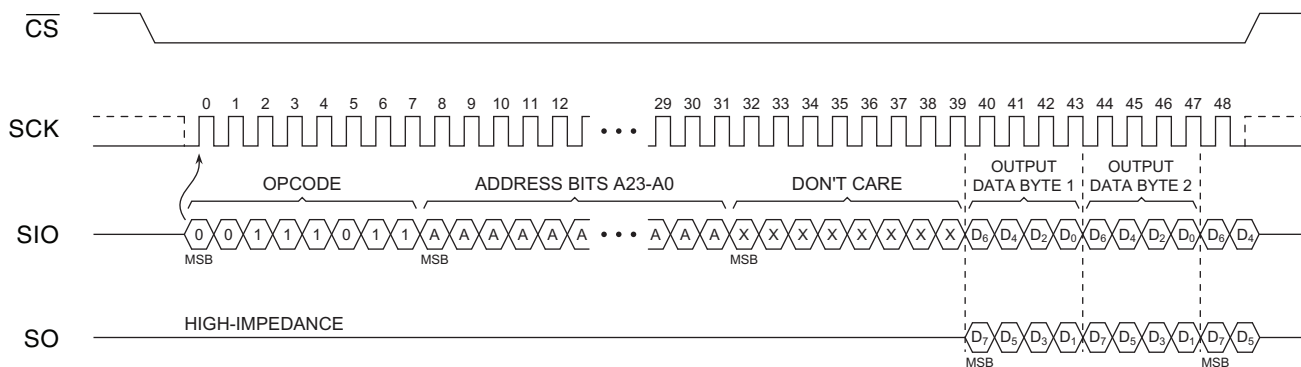 CS
SCK
0 1 2 3 4 5 6 7 8 9 10 11 12 29 30 31 32 33 34 35 36 37 38 39 40 41 42 43 44 45 46 47 48
OPCODE
ADDRESS BITS A23-A0
DON'T CARE
OUTPUT
DATA BYTE 1
OUTPUT
DATA BYTE 2
SIO
0 0 1 1 1 0 1 1 A A A A A A A A A X X X X X X X X D6 D4 D2 D0 D6 D4 D2 D0 D6 D4
MSB MSB MSB
SO
HIGH-IMPEDANCE
D7 D5 D3 D1 D7 D5 D3 D1 D7 D5
MSB MSB MSB